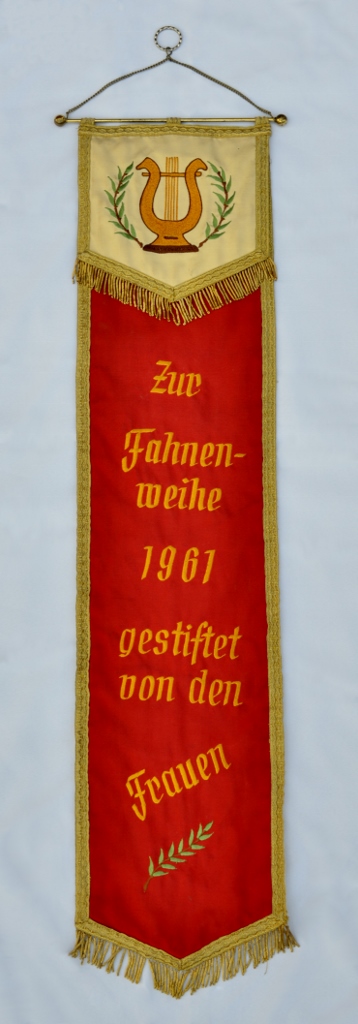 Zur
Fahnen-
weihe
1961
gestiftet
von den
Frauen